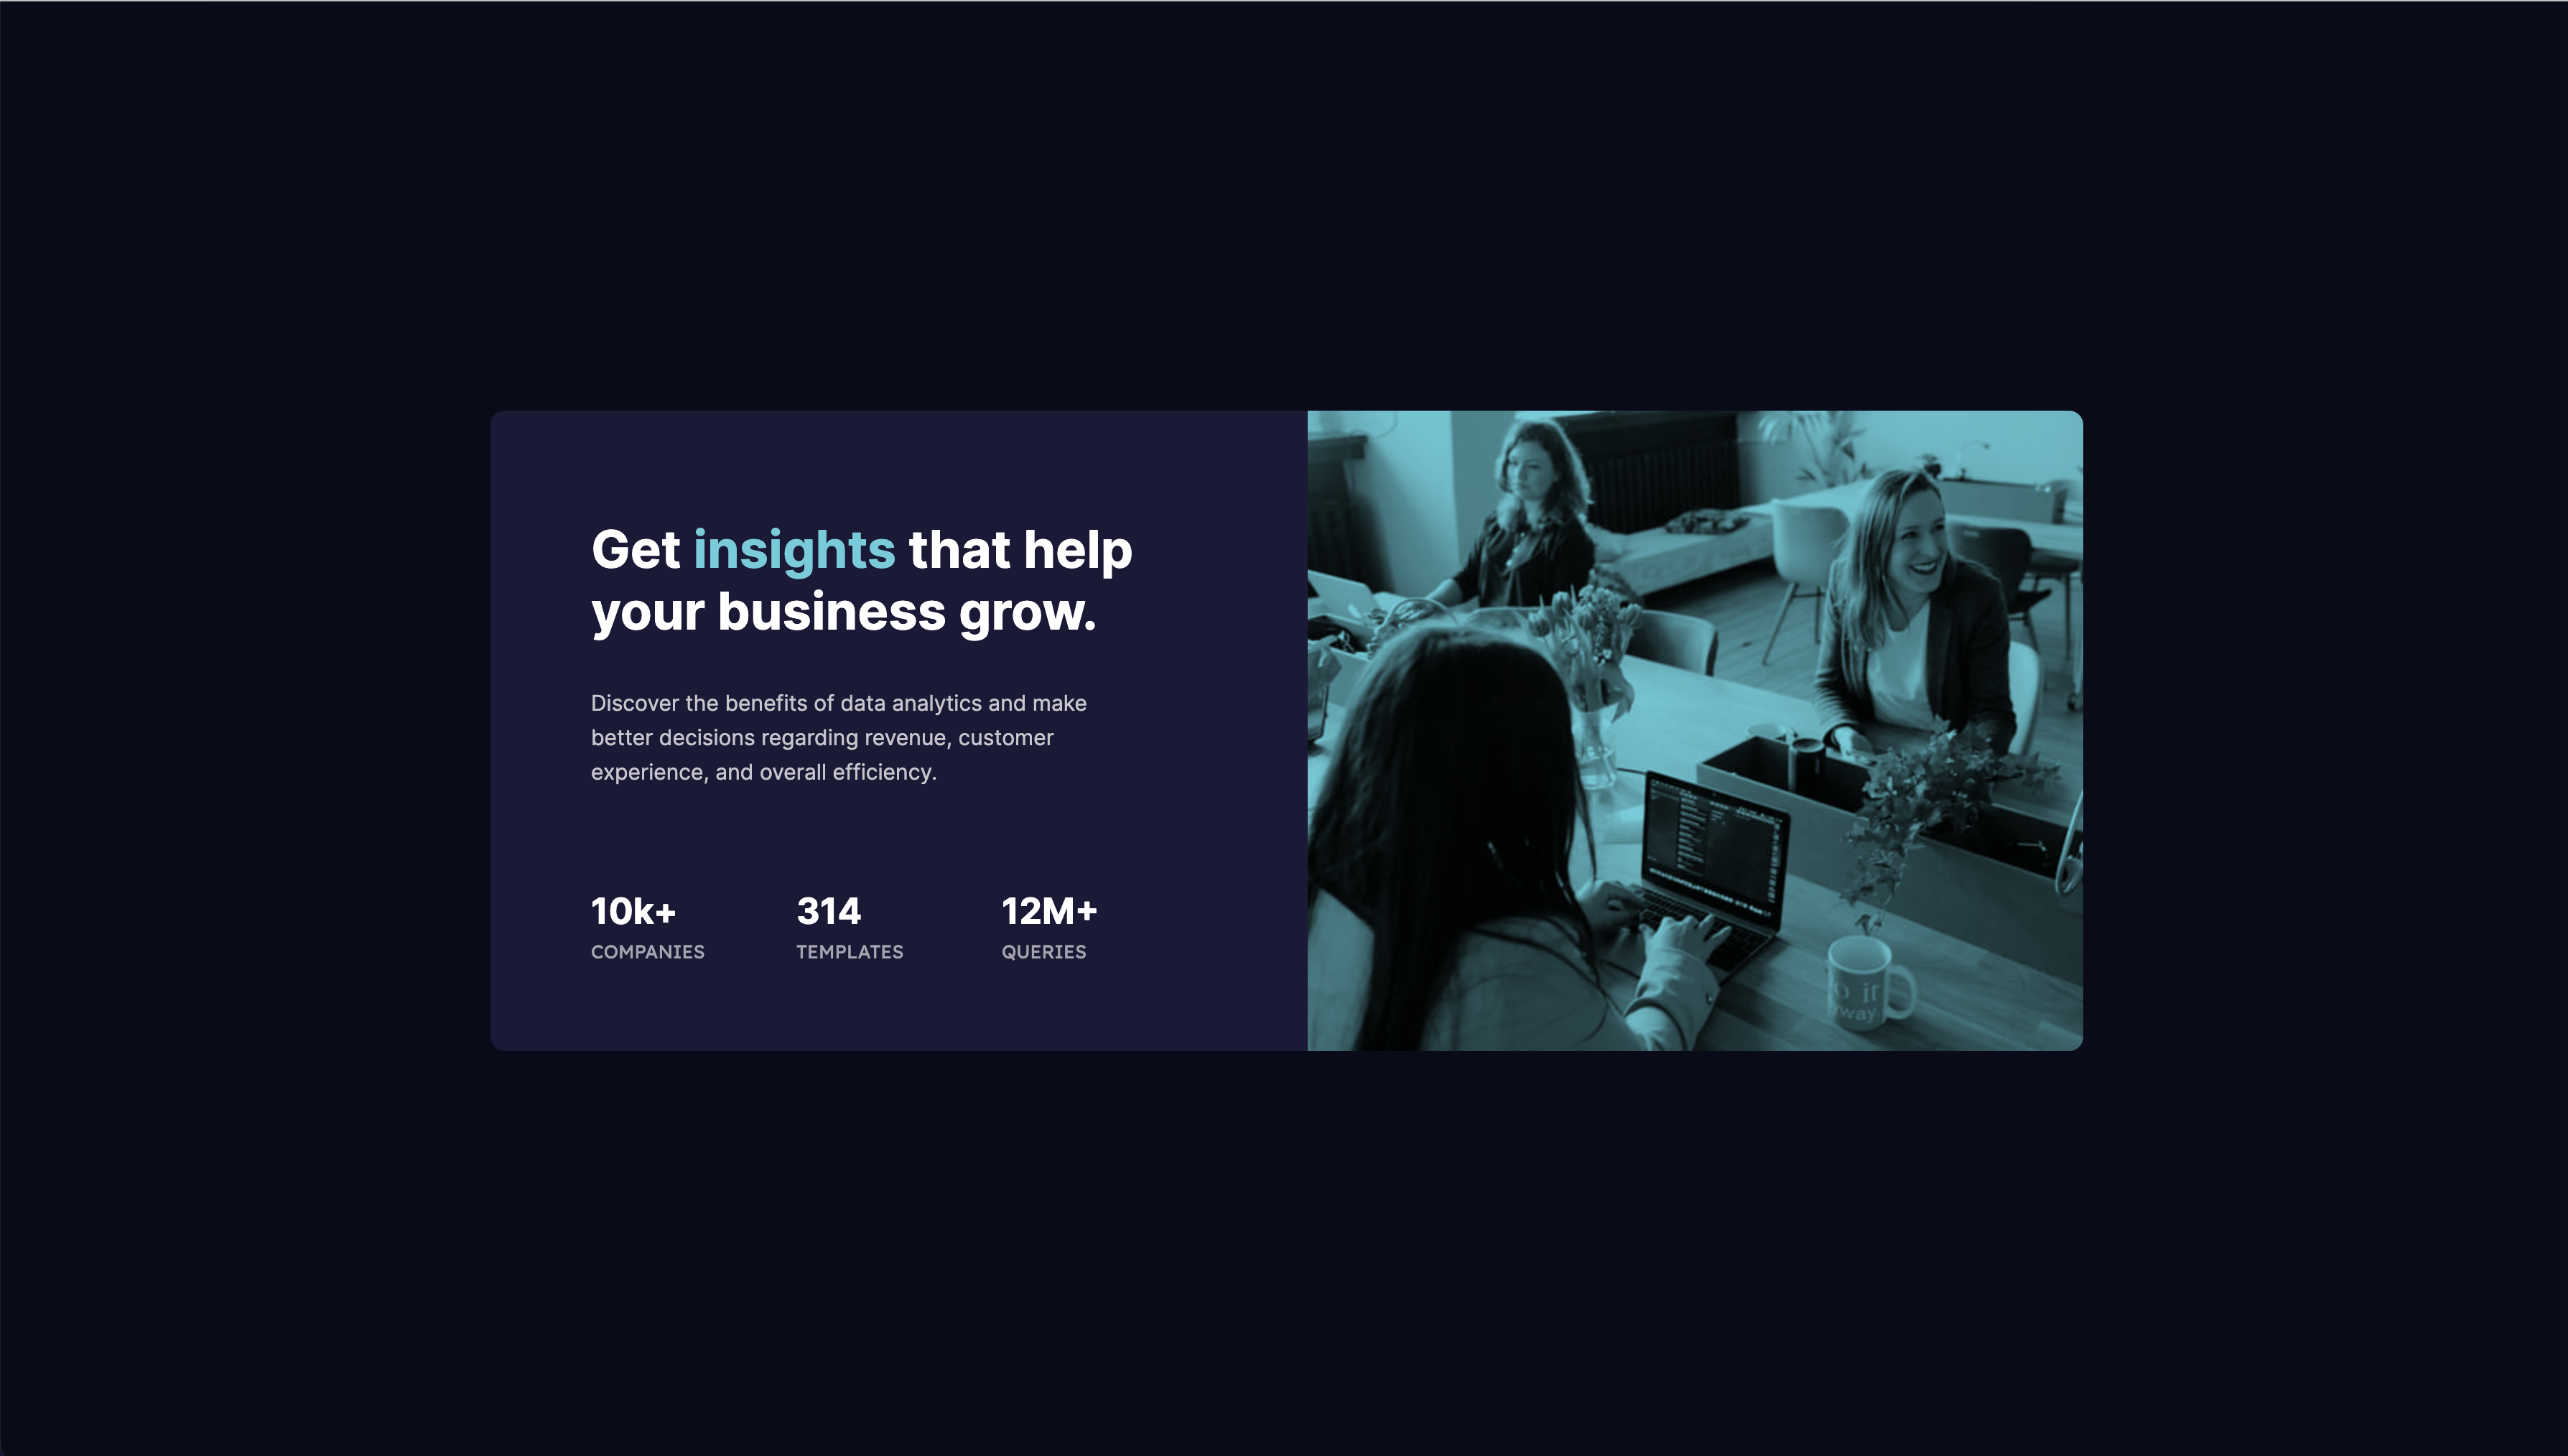 Get insights that help
your business grow.
Discover the benefits of data analytics and make
better decisions regarding revenue, customer
experience, and overall efficiency.
10k+ 314 12M+
COMPANIES TEMPLATES QUERIES